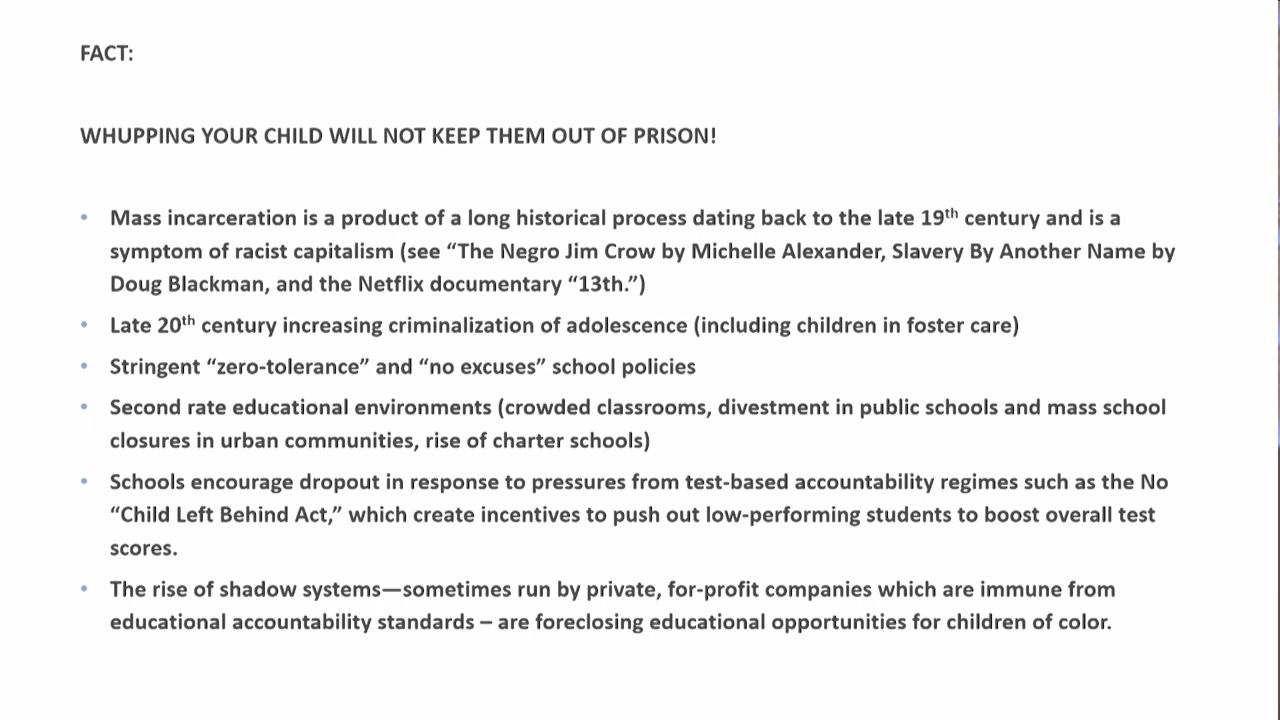 FACT:
WHUPPING YOUR CHILD WILL NOT KEEP THEM OUT OF PRISON!
• Mass incarceration is a product of a long historical process dating back to the late 19th century and is a
symptom of racist capitalism (see “The Negro Jim Crow by Michelle Alexander, Slavery By Another Name by
Doug Blackman, and the Netflix documentary “13th.”)
• Late 20th century increasing criminalization of adolescence (including children in foster care)
• Stringent “zero-tolerance” and “no excuses” school policies
• Second rate educational environments (crowded classrooms, divestment in public schools and mass school
closures in urban communities, rise of charter schools)
• Schools encourage dropout in response to pressures from test-based accountability regimes such as the No
“Child Left Behind Act,” which create incentives to push out low-performing students to boost overall test
scores.
• The rise of shadow systems—sometimes run by private, for-profit companies which are immune from
educational accountability standards – are foreclosing educational opportunities for children of color.